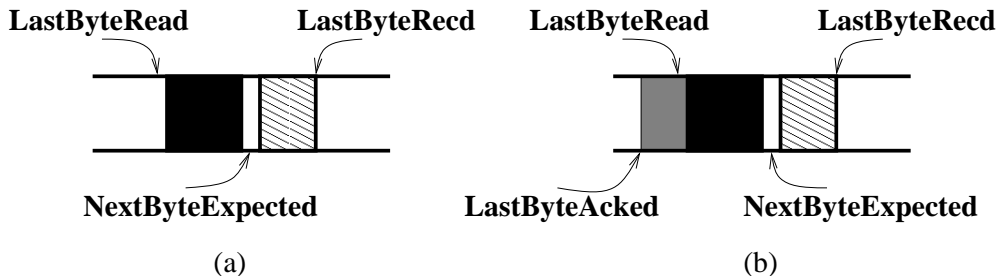 LastByteRead LastByteRecd LastByteRead LastByteRecd
NextByteExpected LastByteAcked NextByteExpected
(a) (b)